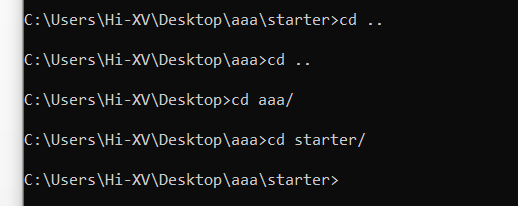 C:\Users\Hi-XV\Desktop\aaa\starter>cd ..
C:\Users\Hi-XV\Desktop\aaa>cd ..
C:\Users\Hi-XV\Desktop>cd aaa/
C:\Users\Hi-XV\Desktop\aaa>cd starter/
C:\Users\Hi-XV\Desktop\aaa\starter>